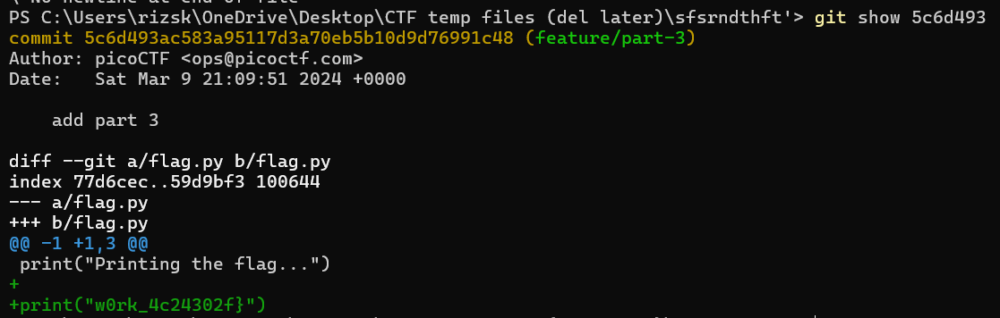 PS C:\Users\rizsk\OneDrive\Desktop\CTF temp files (del later)\sfsrndthft'> git show 5c6d493
commit 5c6d493ac583a95117d3a70eb5b10d9d76991c48 (feature/part-3)
Author: picoCTF <ops@picoctf.com>
Date:   Sat Mar 9 21:09:51 2024 +0000

    add part 3

diff --git a/flag.py b/flag.py
index 77d6cec..59d9bf3 100644
--- a/flag.py
+++ b/flag.py
@@ -1 +1,3 @@
 print("Printing the flag...")
+
+print("w0rk_4c24302f}")